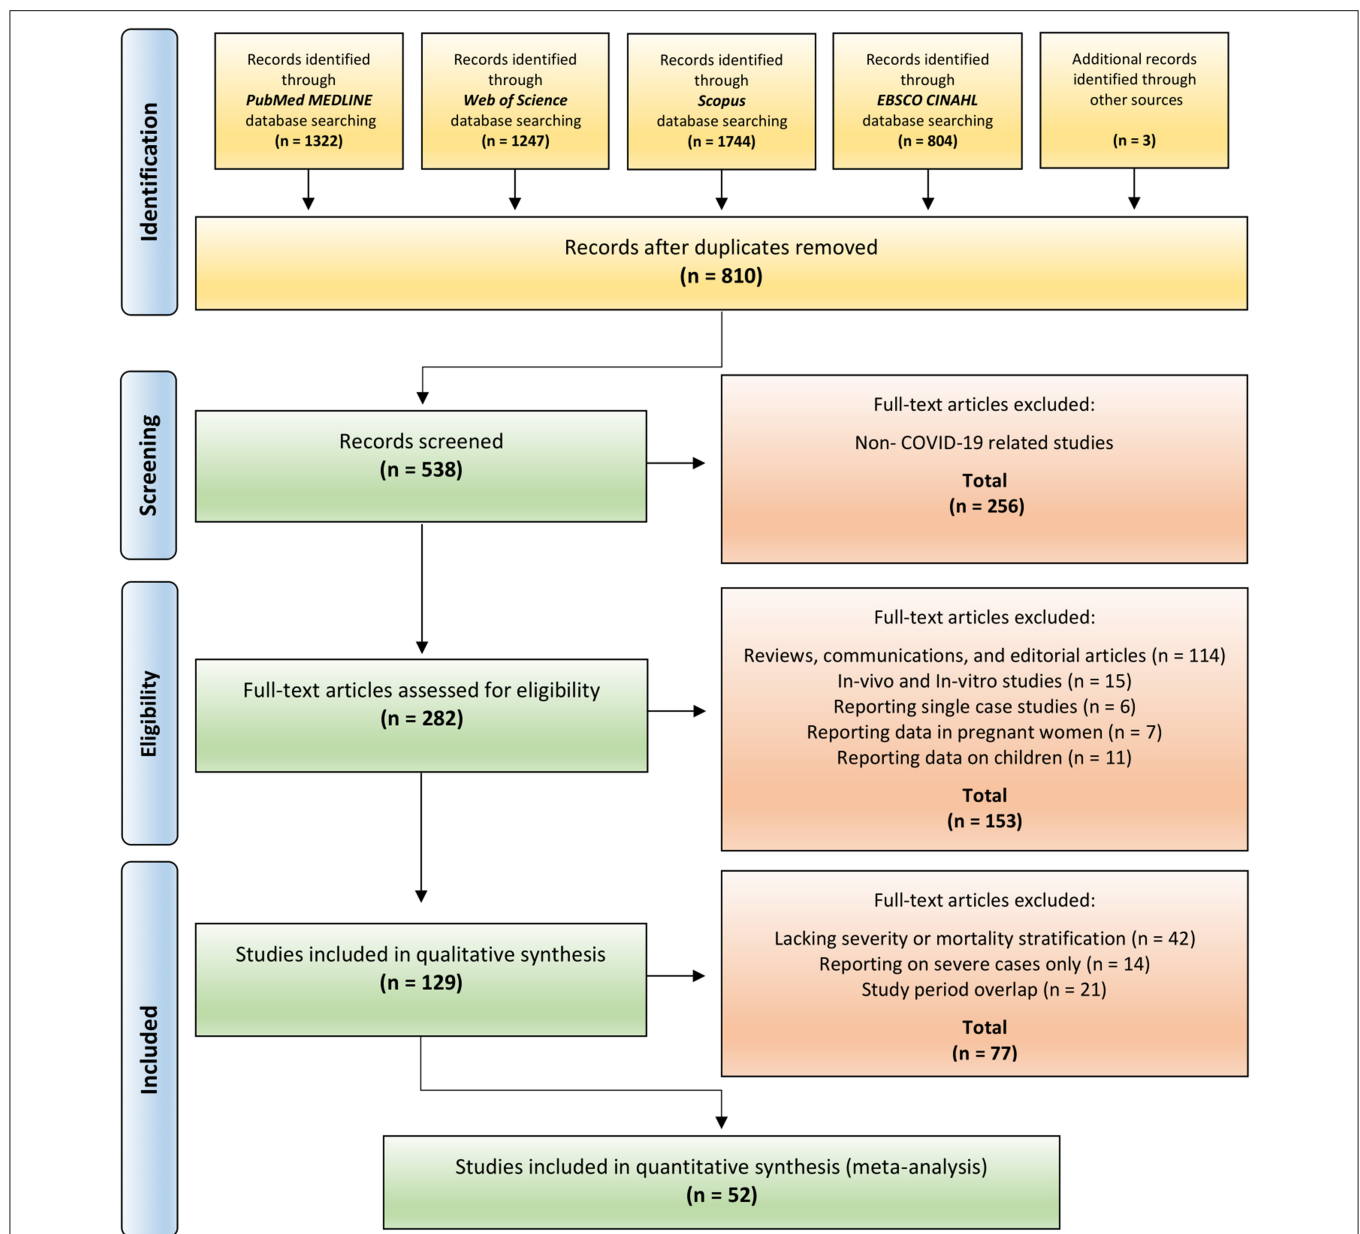 Identification
Records identified
through
PubMed MEDLINE
database searching
(n = 1322)
Records identified
through
Web of Science
database searching
(n = 1247)
Records identified
through
Scopus
database searching
(n = 1744)
Records identified
through
EBSCO CINAHL
database searching
(n = 804)
Additional records
identified through
other sources
(n = 3)
Records after duplicates removed
(n = 810)
Screening
Records screened
(n = 538)
Full-text articles excluded:
Non- COVID-19 related studies
Total
(n = 256)
Eligibility
Full-text articles assessed for eligibility
(n = 282)
Full-text articles excluded:
Reviews, communications, and editorial articles (n = 114)
In-vivo and In-vitro studies (n = 15)
Reporting single case studies (n = 6)
Reporting data in pregnant women (n = 7)
Reporting data on children (n = 11)
Total
(n = 153)
Included
Studies included in qualitative synthesis
(n = 129)
Full-text articles excluded:
Lacking severity or mortality stratification (n = 42)
Reporting on severe cases only (n = 14)
Study period overlap (n = 21)
Total
(n = 77)
Studies included in quantitative synthesis (meta-analysis)
(n = 52)